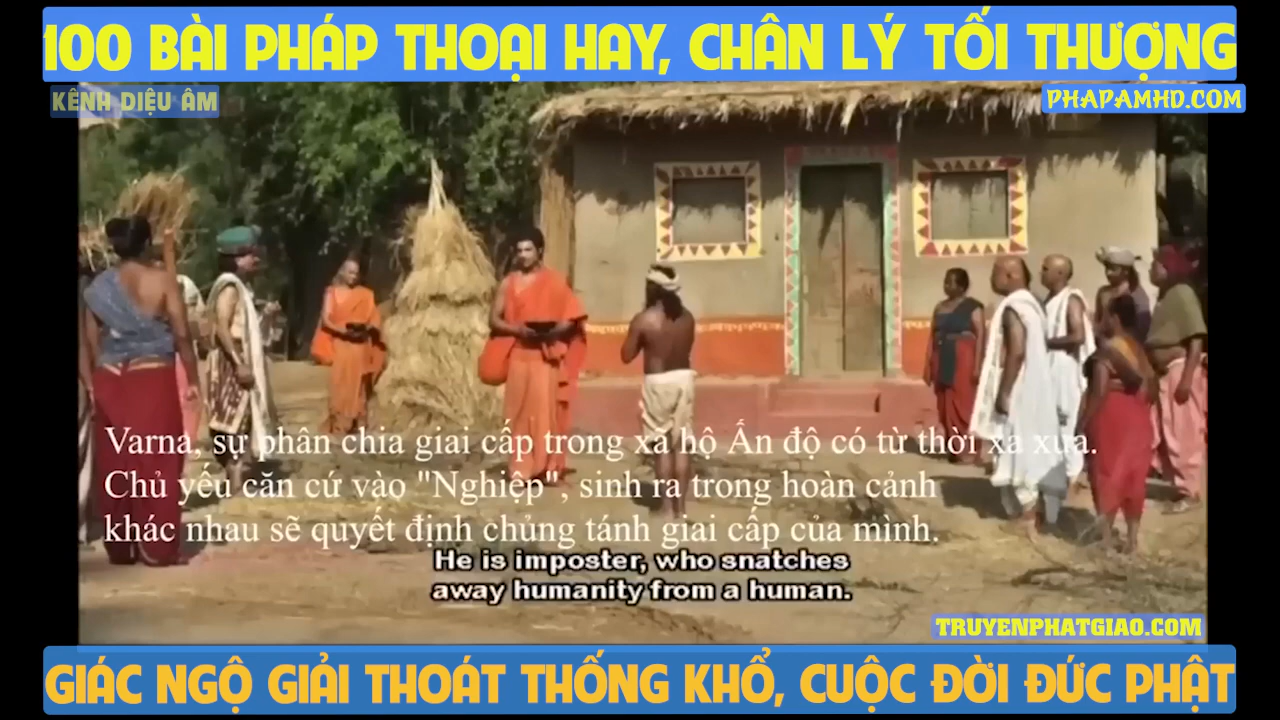 100 BÀI PHÁP THOẠI HAY, CHÂN LÝ TỐI THƯỢNG
KÊNH DIỆU ÂM
PHAPAMHD.COM
Varna, sự phân chia giai cấp trong xã hộ Ấn độ có từ thời xa xưa.
Chủ yếu căn cứ vào "Nghiệp", sinh ra trong hoàn cảnh
khác nhau sẽ quyết định chủng tánh giai cấp của mình.
He is imposter, who snatches
away humanity from a human.
TRUYENPHATGIAO.COM
GIÁC NGỘ GIẢI THOÁT THỐNG KHỔ, CUỘC ĐỜI ĐỨC PHẬT